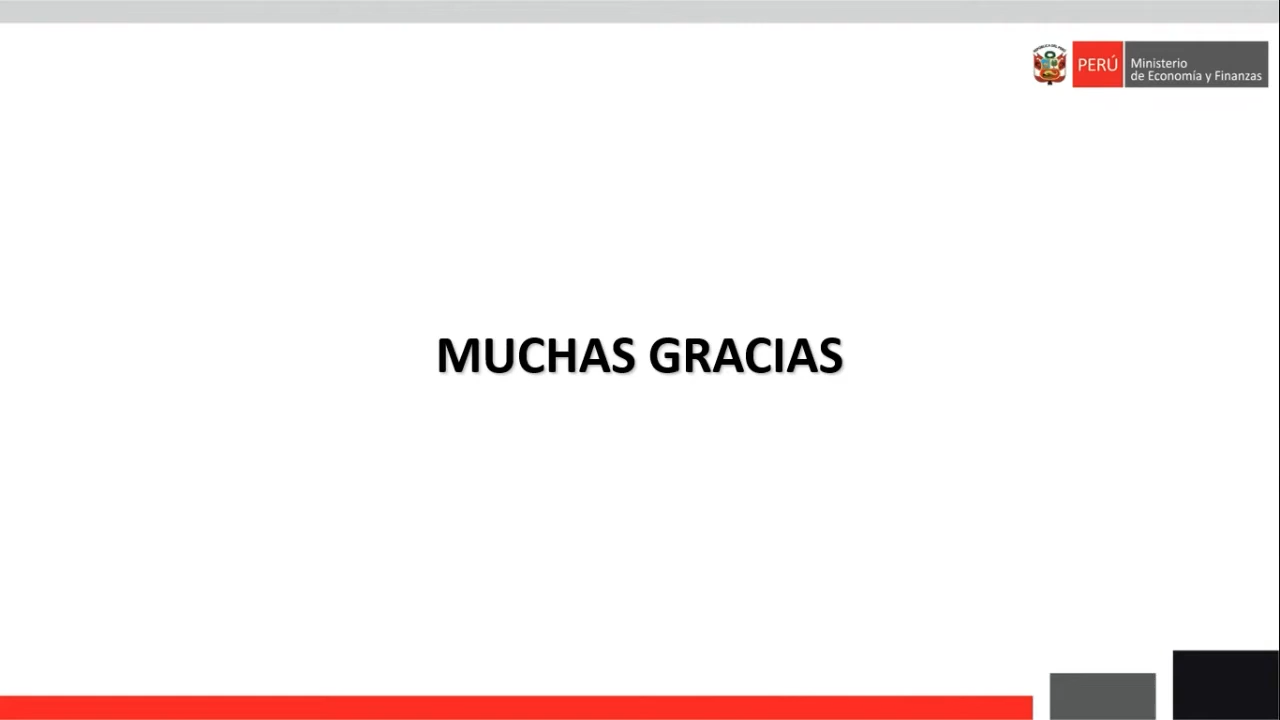 PERÚ
Ministerio
de Economía y Finanzas
MUCHAS GRACIAS